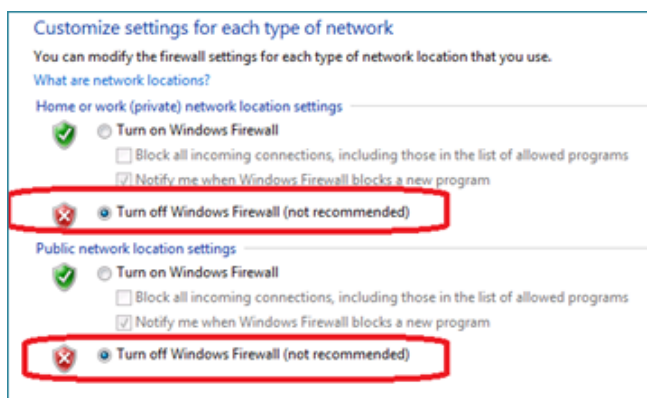 Customize settings for each type of network
You can modify the firewall settings for each type of network location that you use.
What are network locations?
Home or work (private) network location settings
Turn on Windows Firewall
Block all incoming connections, including those in the list of allowed programs
Notify me when Windows Firewall blocks a new program
Turn off Windows Firewall (not recommended)
Public network location settings
Turn on Windows Firewall
Block all incoming connections, including those in the list of allowed programs
Notify me when Windows Firewall blocks a new program
Turn off Windows Firewall (not recommended)